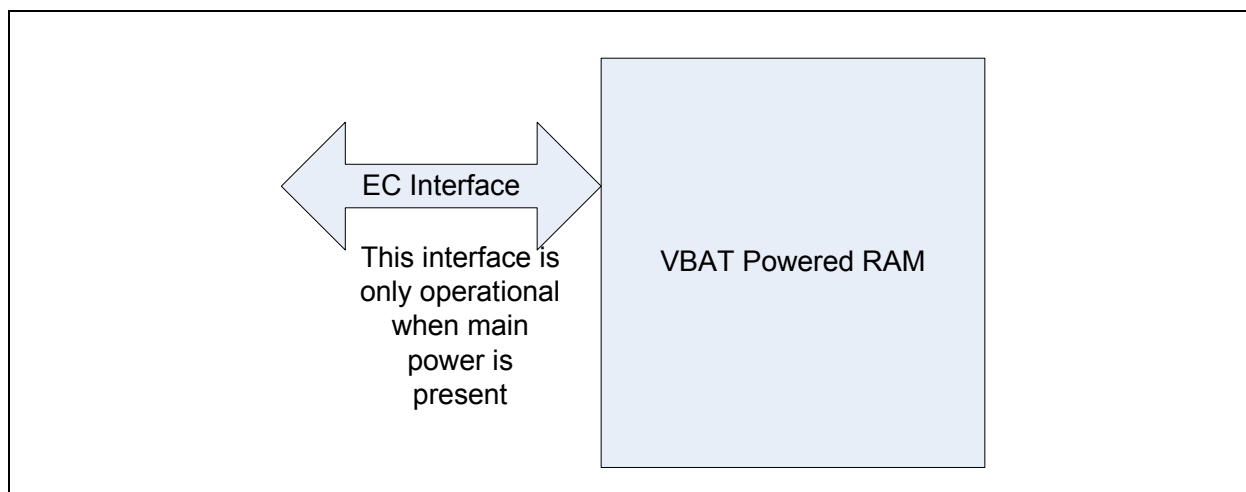 EC Interface
This interface is
only operational
when main
power is
present
VBAT Powered RAM